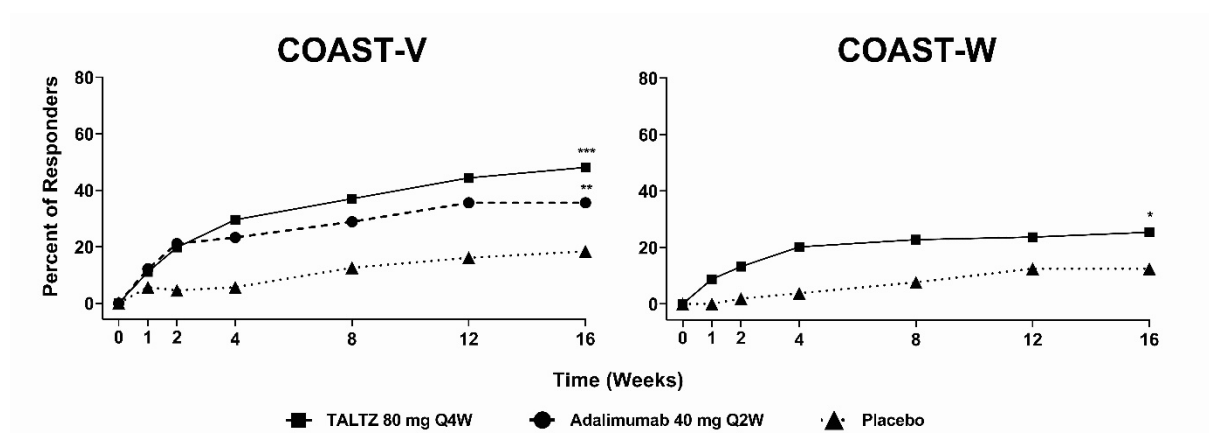 COAST-V
COAST-W
Percent of Responders
80
60
40
20
0
***
**
0 1 2 4 8 12 16
80
60
40
20
0
*
0 1 2 4 8 12 16
Time (Weeks)
TALTZ 80 mg Q4W Adalimumab 40 mg Q2W Placebo